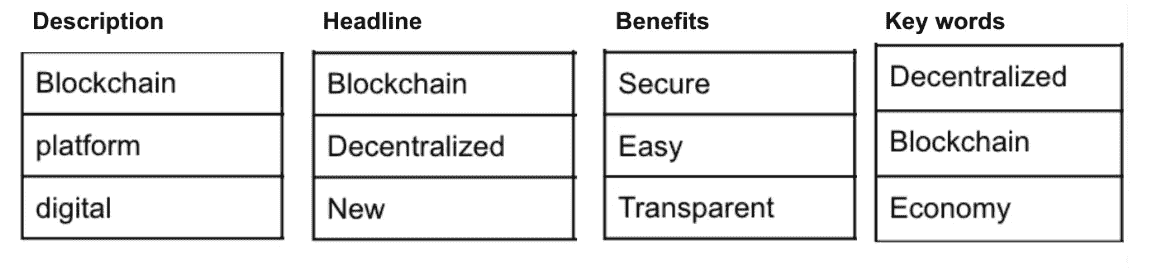 Description Headline Benefits Key words
Blockchain Blockchain Secure Decentralized
platform Decentralized Easy Blockchain
digital New Transparent Economy